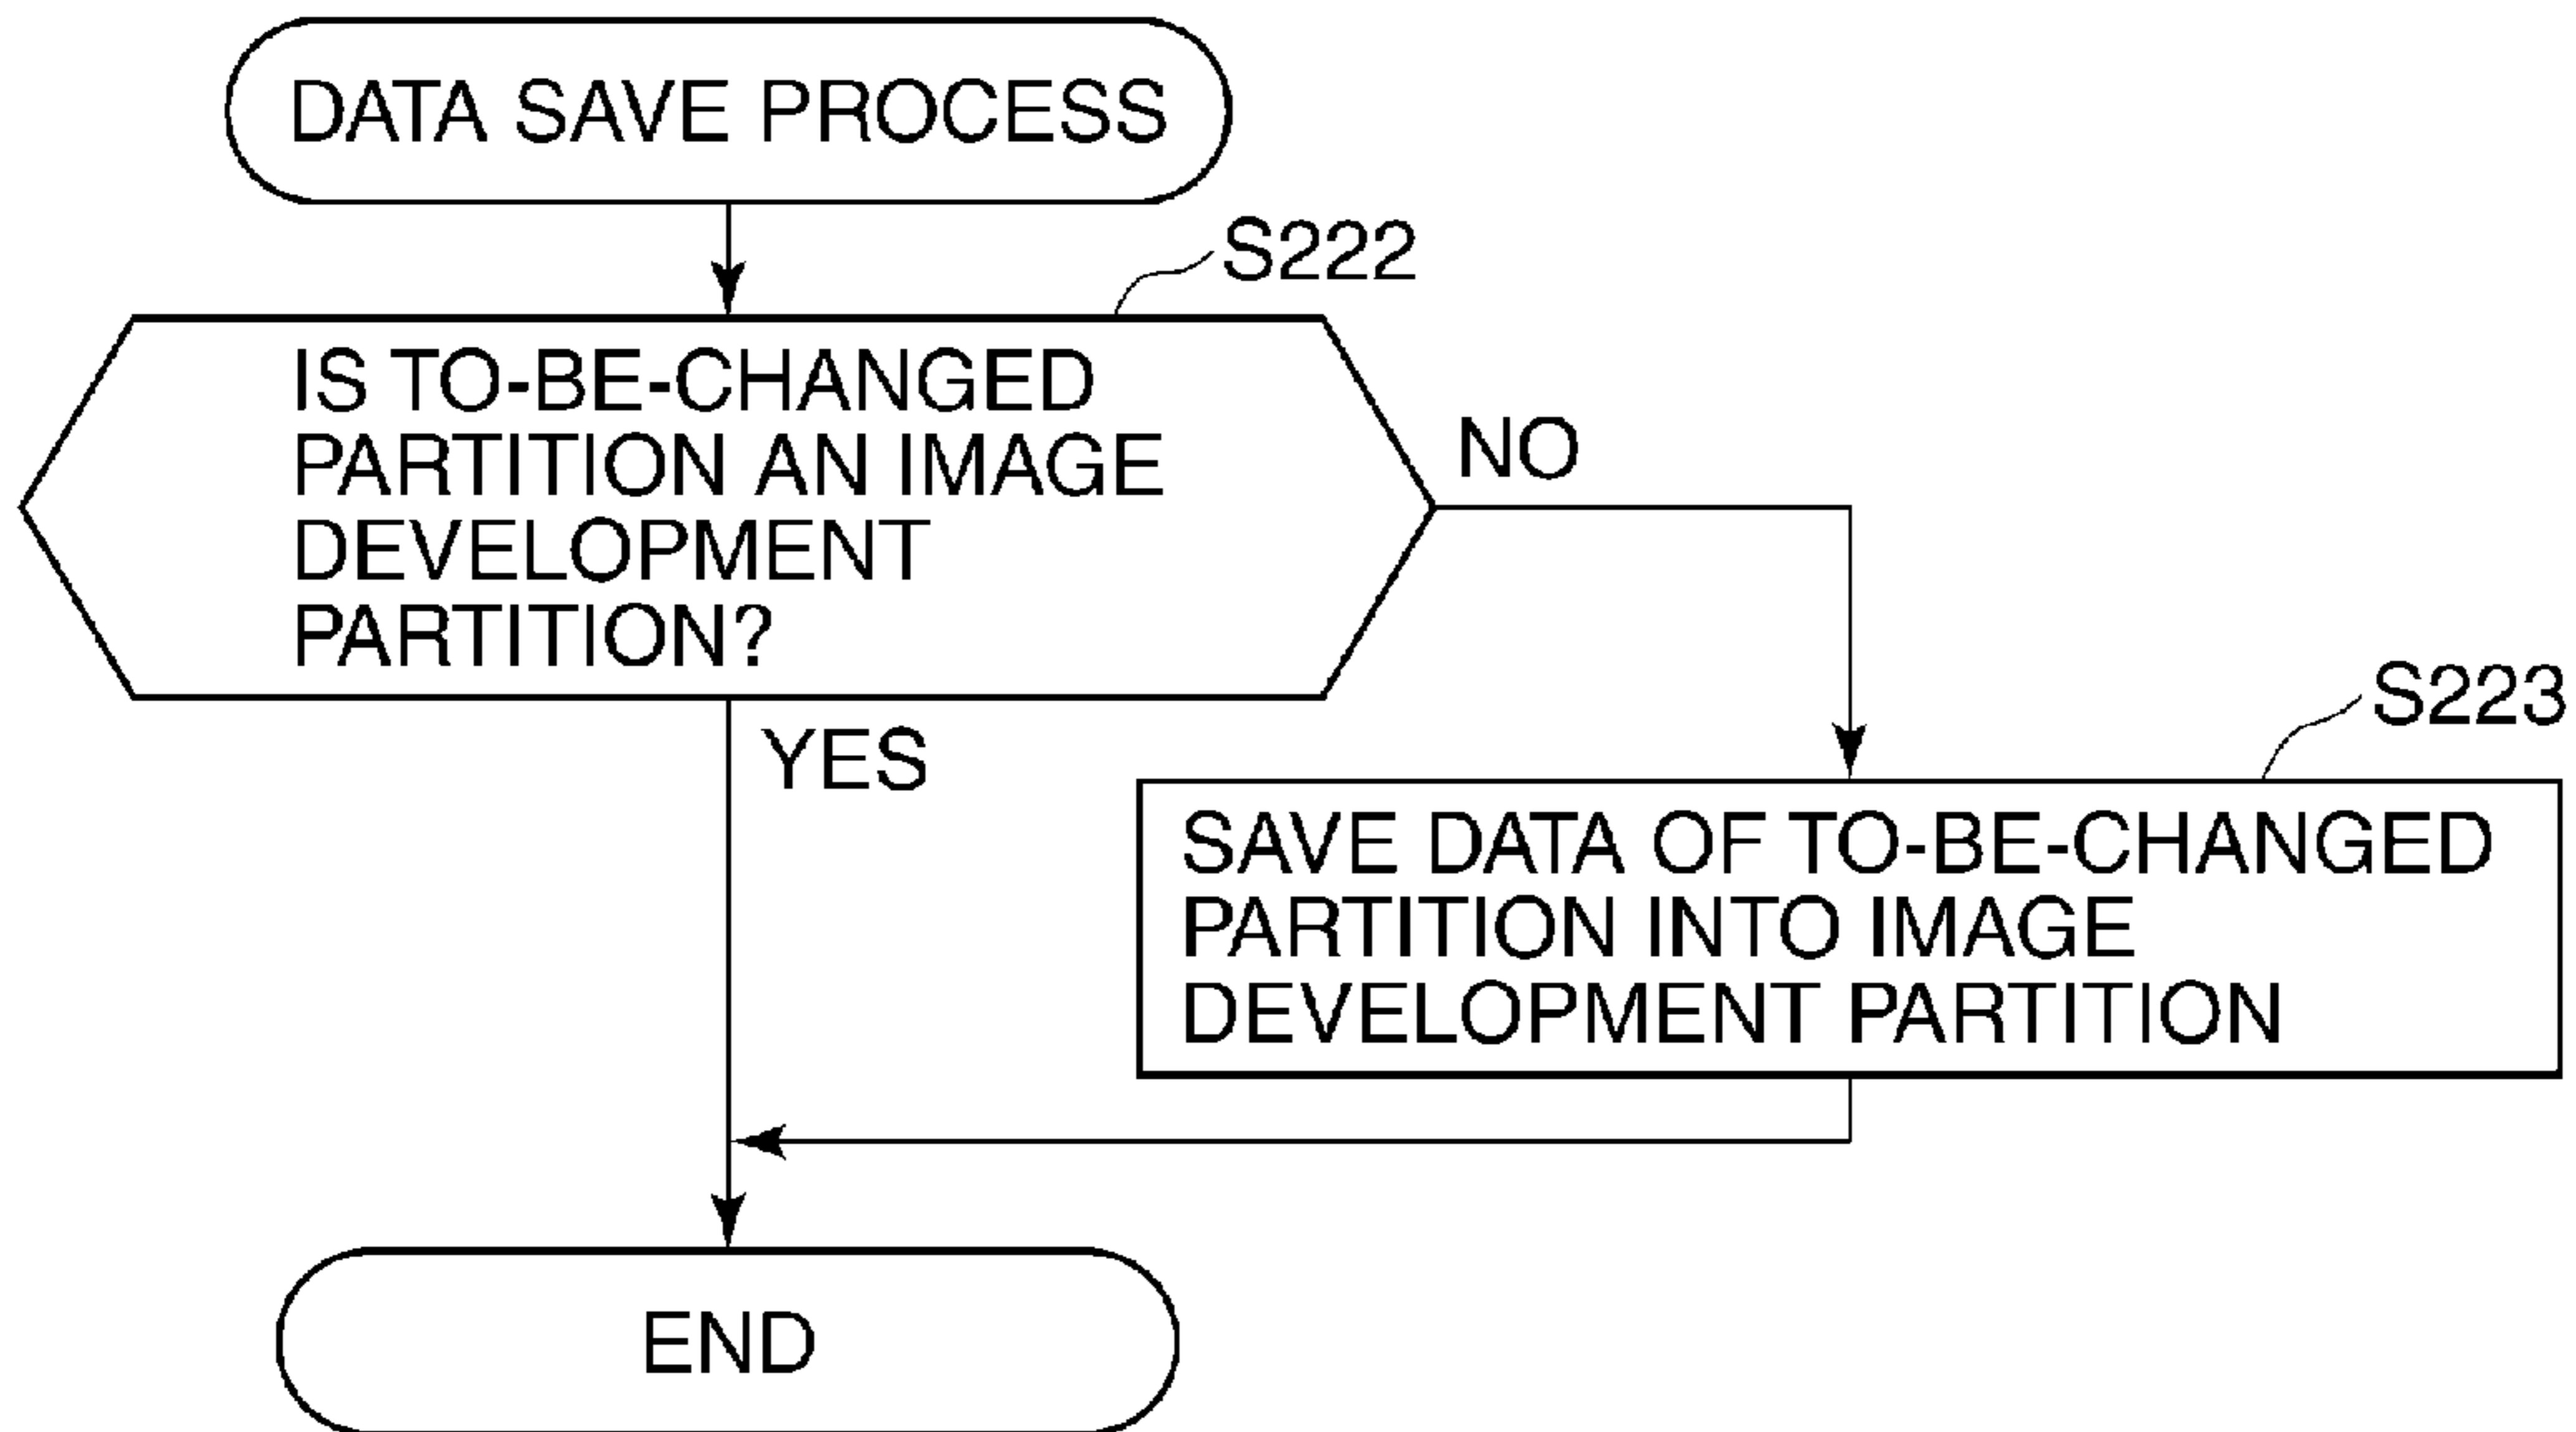 DATA SAVE PROCESS
S222
IS TO-BE-CHANGED
PARTITION AN IMAGE
DEVELOPMENT
PARTITION?
NO
YES
S223
SAVE DATA OF TO-BE-CHANGED
PARTITION INTO IMAGE
DEVELOPMENT PARTITION
END